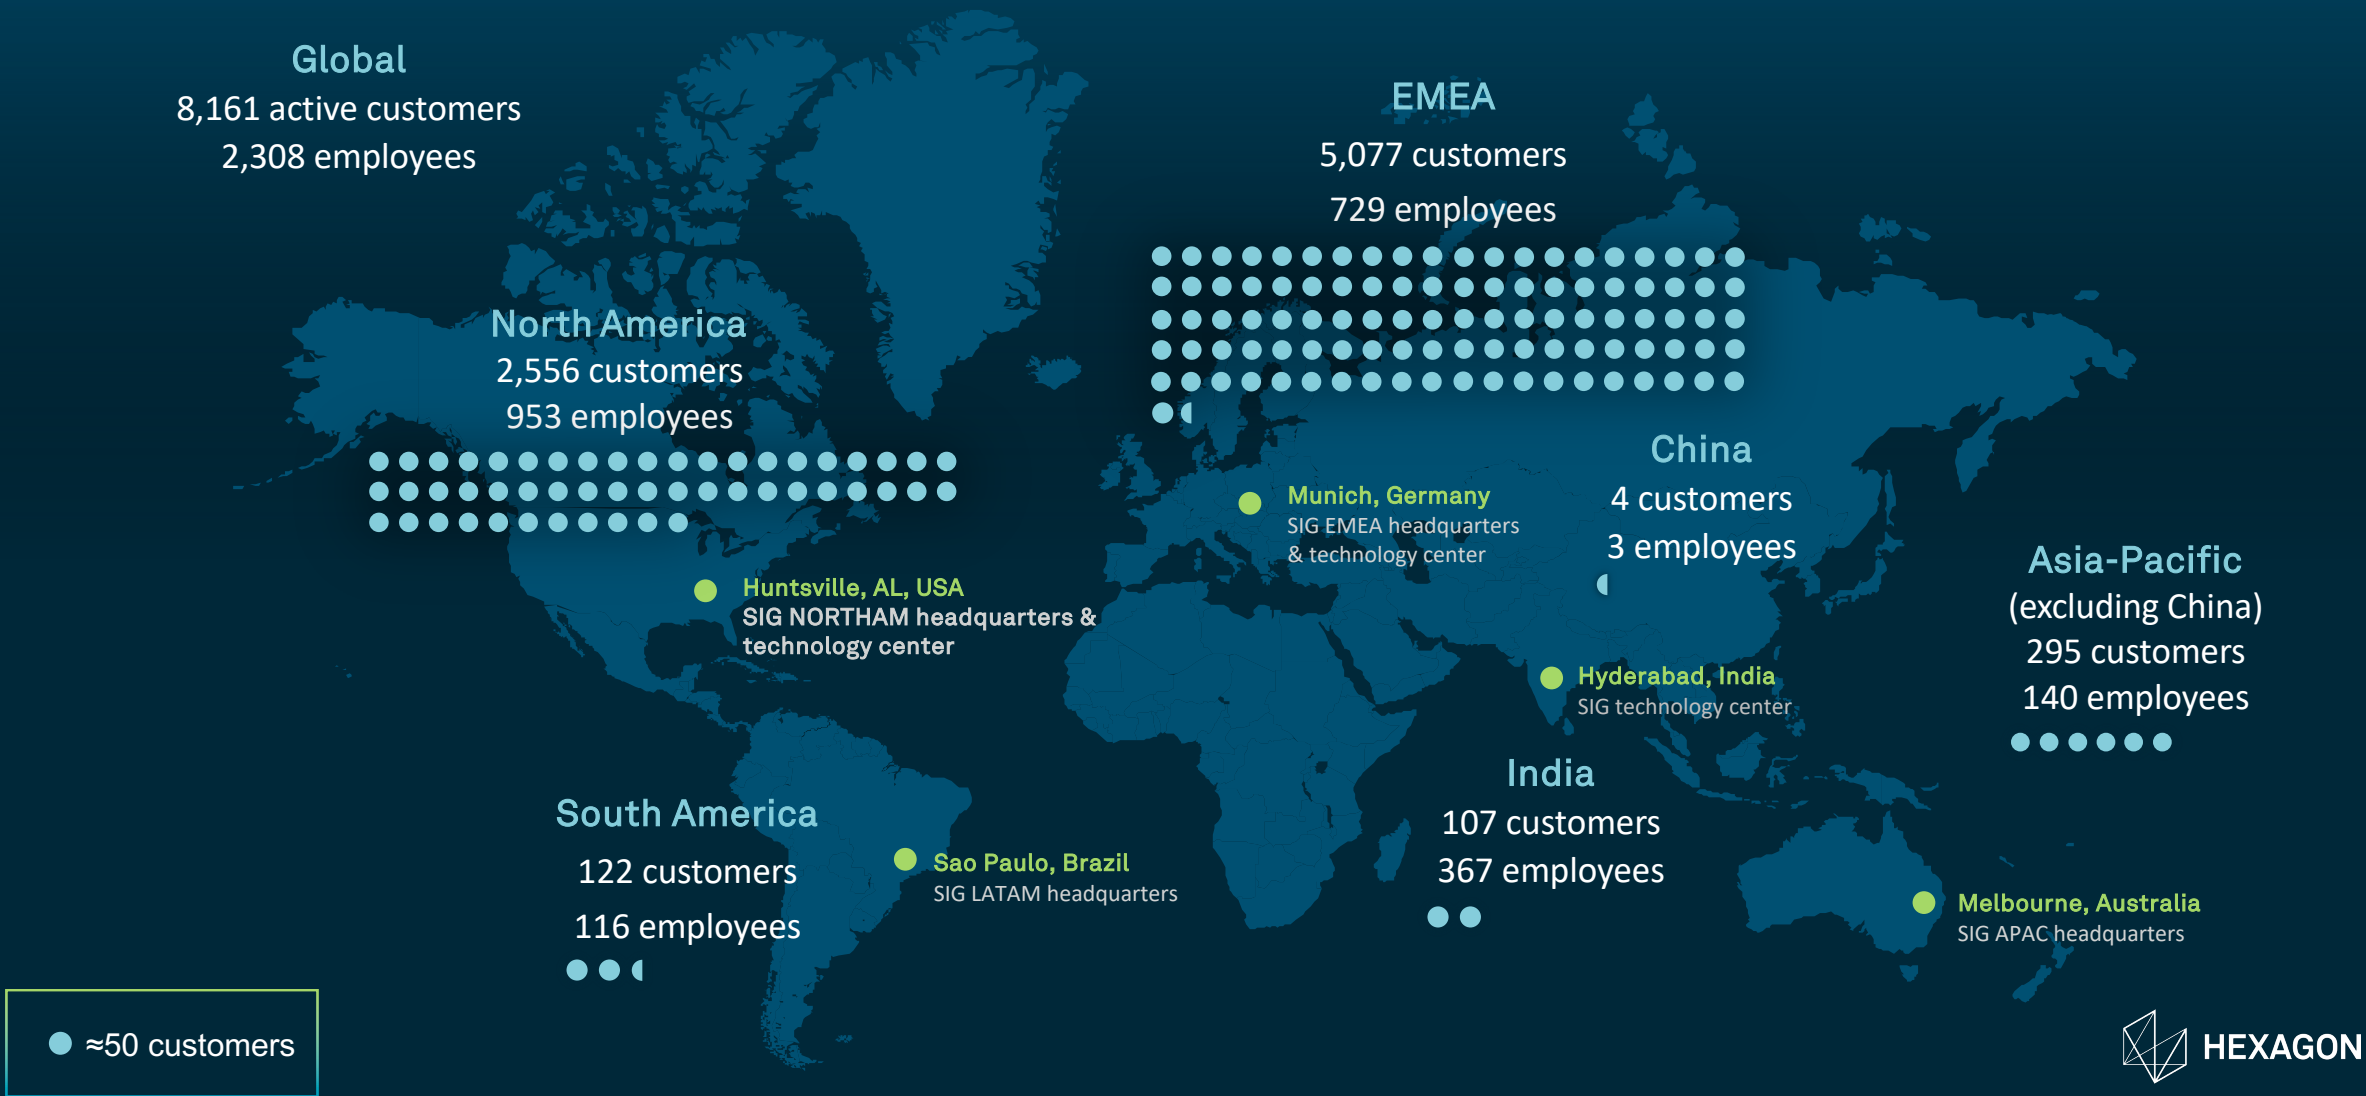 Global
8,161 active customers
2,308 employees
EMEA
5,077 customers
729 employees
North America
2,556 customers
953 employees
China
4 customers
3 employees
Munich, Germany
SIG EMEA headquarters
& technology center
Asia-Pacific
(excluding China)
295 customers
140 employees
Huntsville, AL, USA
SIG NORTHAM headquarters &
technology center
Hyderabad, India
SIG technology center
India
107 customers
367 employees
South America
122 customers
116 employees
Sao Paulo, Brazil
SIG LATAM headquarters
Melbourne, Australia
SIG APAC headquarters
≈50 customers
HEXAGON